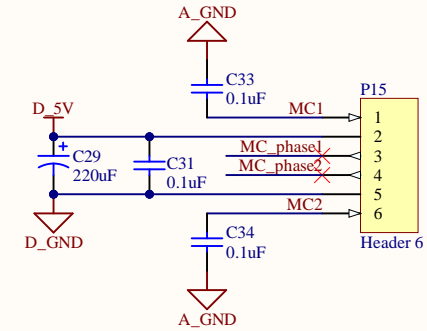 A_GND
C33
0.1uF
MC1
P15
1
D_5V
2
C29
220uF
C31
0.1uF
MC_phase1
3
MC_phase2
4
5
D_GND
MC2
6
C34
0.1uF
Header 6
A_GND